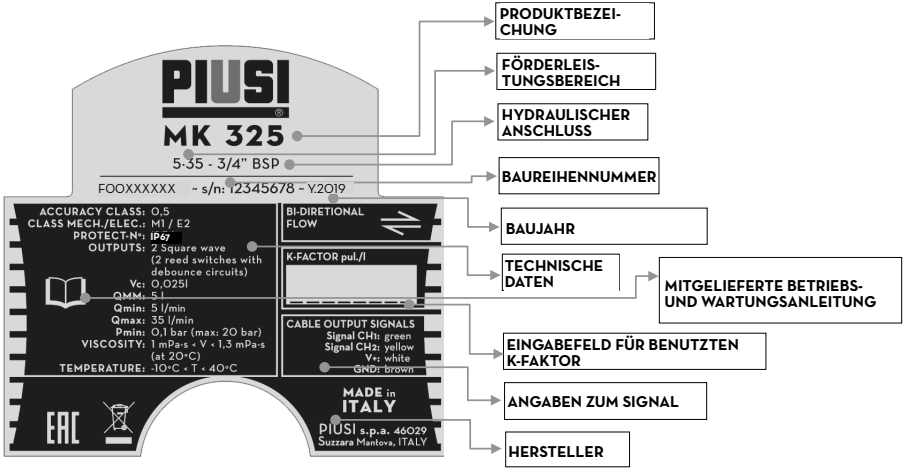 PRODUKTBEZEI-
CHUNG
FÖRDERLEIS-
TUNGSBEREICH
HYDRAULISCHER
ANSCHLUSS
BAUREIHENNUMMER
BAUJAHR
TECHNISCHE
DATEN
MITGELIEFERTE BETRIEBS-
UND WARTUNGSANLEITUNG
EINGABEFELD FÜR BENUTZTEN
K-FAKTOR
ANGABEN ZUM SIGNAL
HERSTELLER
PIUSI
®
MK 325
5·35 - 3/4" BSP
FOOXXXXXX ~ s/n: 12345678 ~ Y.2019
ACCURACY CLASS: 0,5
CLASS MECH./ELEC.: M1 / E2
PROTECT-N°: IP67
OUTPUTS: 2 Square wave
(2 reed switches with
debounce circuits)
Vc: 0,025l
QMM: 5 l
Qmin: 5 l/min
Qmax: 35 l/min
Pmin: 0,1 bar (max: 20 bar)
VISCOSITY: 1 mPa·s < V < 1,3 mPa·s
(at 20°C)
TEMPERATURE: -10°C < T < 40°C
BI-DIRETIONAL
FLOW
K-FACTOR pul./l
CABLE OUTPUT SIGNALS
Signal CH1: green
Signal CH2: yellow
V+: white
GND: brown
EAC
MADE in
ITALY
PIUSI s.p.a. 46029
Suzzara Mantova, ITALY